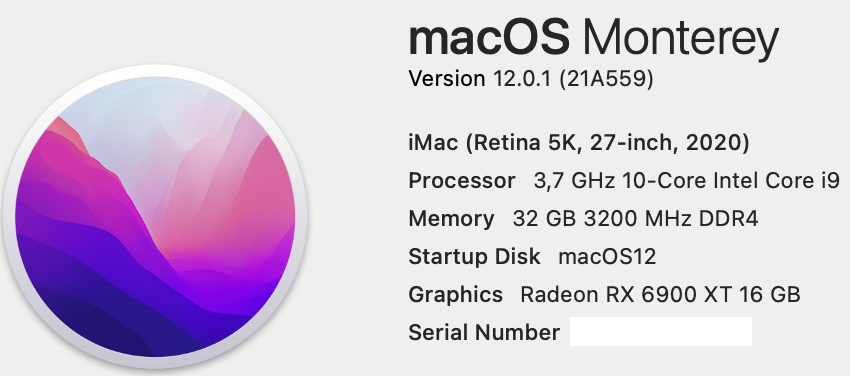 macOS Monterey
Version 12.0.1 (21A559)
iMac (Retina 5K, 27-inch, 2020)
Processor 3,7 GHz 10-Core Intel Core i9
Memory 32 GB 3200 MHz DDR4
Startup Disk macOS12
Graphics Radeon RX 6900 XT 16 GB
Serial Number